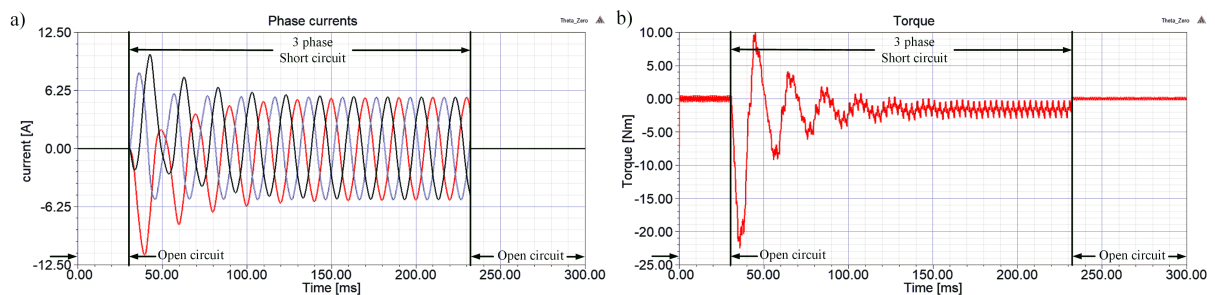 a)
Phase currents
Theta_Zero
12.50
6.25
0.00
-6.25
-12.50
current [A]
3 phase
Short circuit
Open circuit
Open circuit
0.00 50.00 100.00 150.00 200.00 250.00 300.00
Time [ms]
b)
Torque
Theta_Zero
10.00
5.00
0.00
-5.00
-10.00
-15.00
-20.00
-25.00
Torque [Nm]
3 phase
Short circuit
Open circuit
Open circuit
0.00 50.00 100.00 150.00 200.00 250.00 300.00
Time [ms]